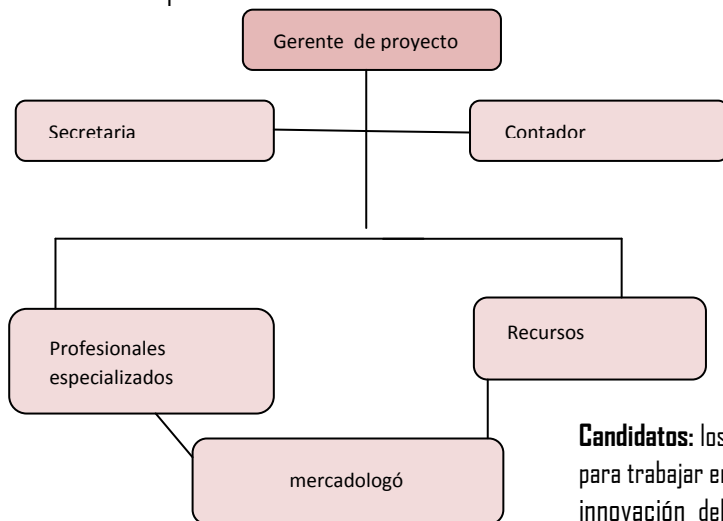 Gerente de proyecto
Secretaria
Contador
Profesionales
especializados
Recursos
mercadologó
Candidatos: los
para trabajar en
innovación del